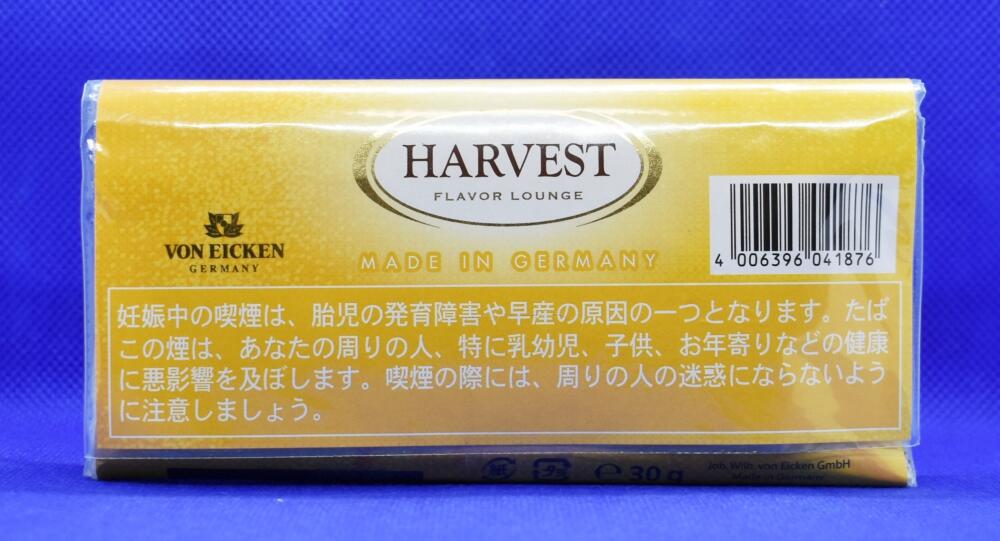 HARVEST
FLAVOR LOUNGE
VON EICKEN
GERMANY
MADE IN GERMANY
4 006396 041876
妊娠中の喫煙は、胎児の発育障害や早産の原因の一つとなります。たば
この煙は、あなたの周りの人、特に乳幼児、子供、お年寄りなどの健康
に悪影響を及ぼします。喫煙の際には、周りの人の迷惑にならないよう
に注意しましょう。
紙
プラ
℮ 30 g
Joh. Wilh. von Eicken GmbH
Made in Germany